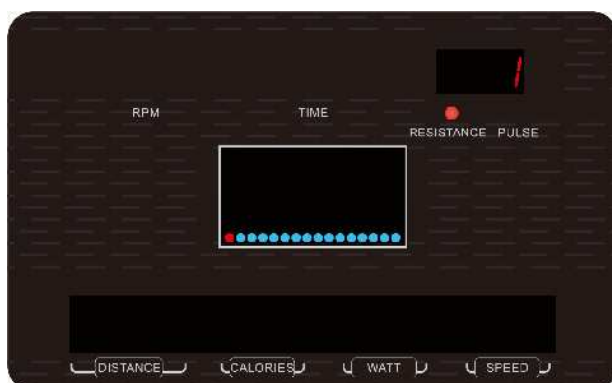 1
RPM TIME
RESISTANCE PULSE
DISTANCE CALORIES WATT SPEED